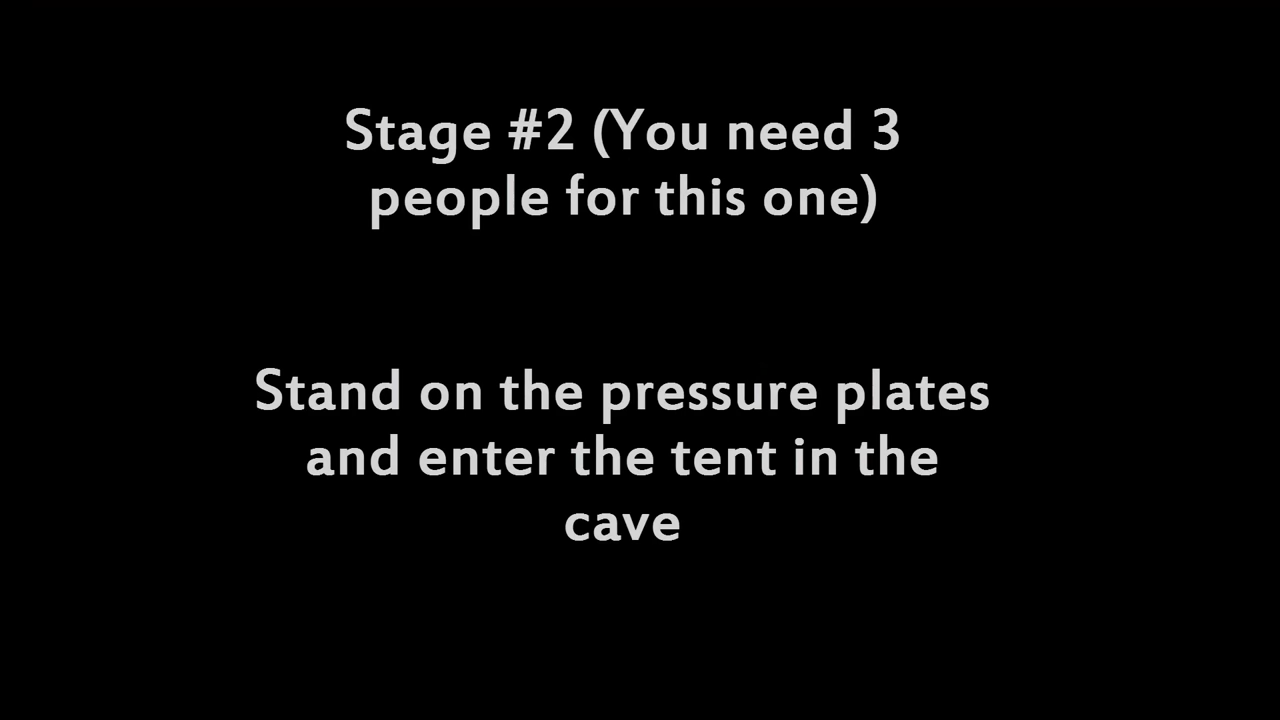 Stage #2 (You need 3
people for this one)
Stand on the pressure plates
and enter the tent in the
cave